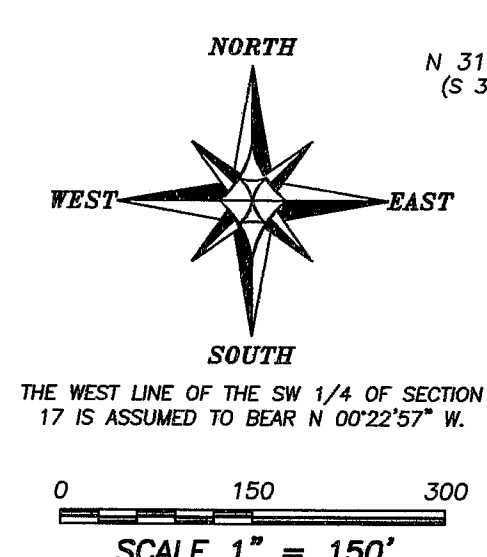 NORTH
N 31
(S 3
WEST
EAST
SOUTH
THE WEST LINE OF THE SW 1/4 OF SECTION
17 IS ASSUMED TO BEAR N 00°22'57" W.
0 150 300
SCALE 1" = 150'